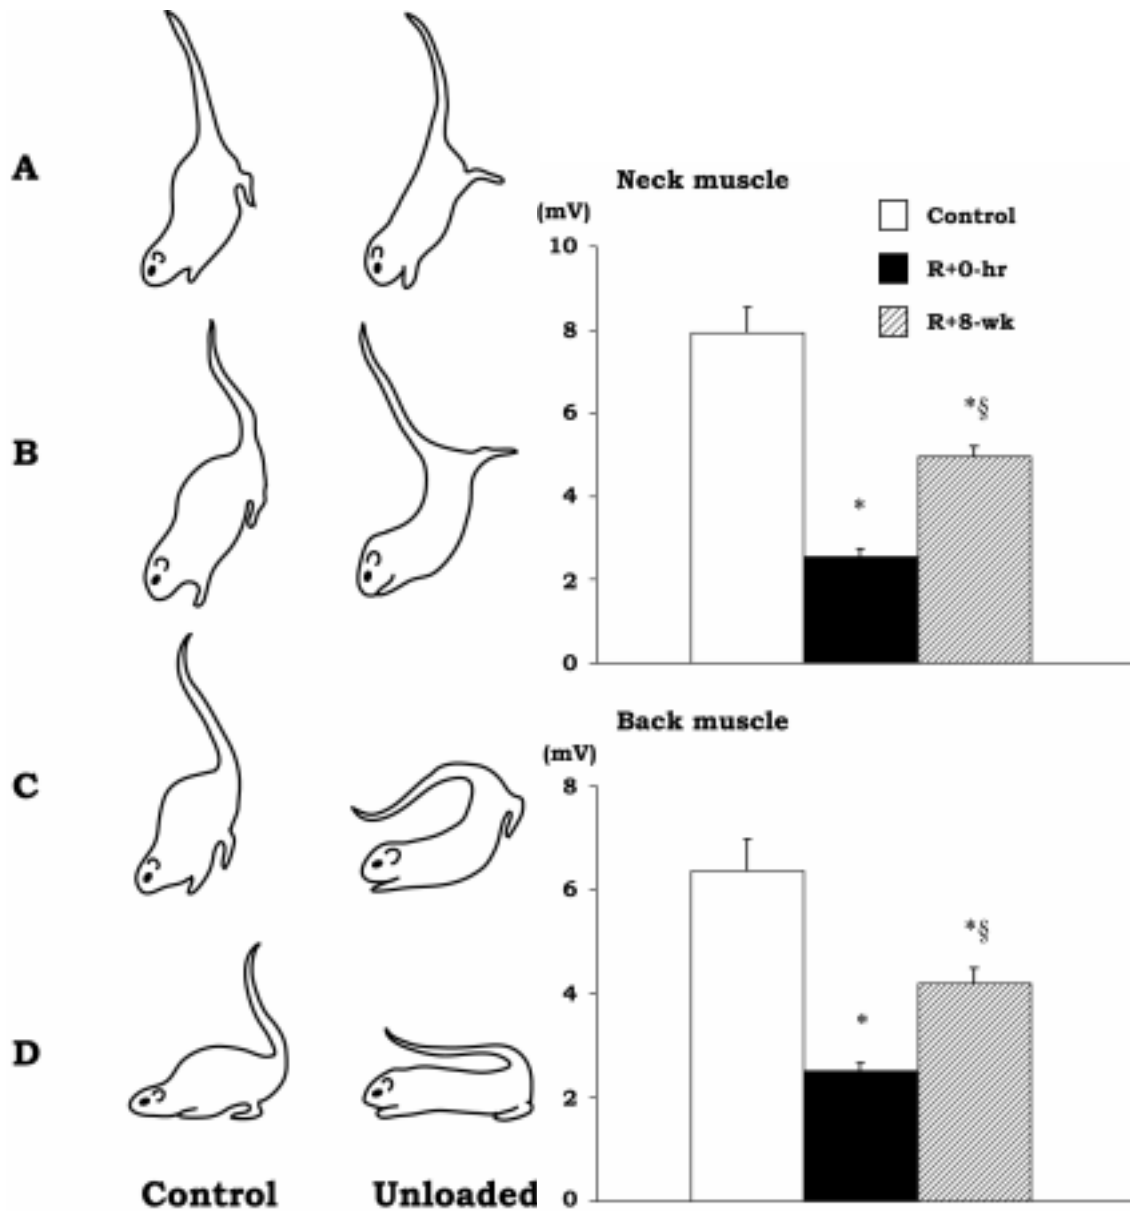 A
B
C
D
Control
Unloaded
Neck muscle
(mV)
Control
R+0-hr
R+8-wk
10
8
6
4
2
0
*
*§
Back muscle
(mV)
8
6
4
2
0
*
*§